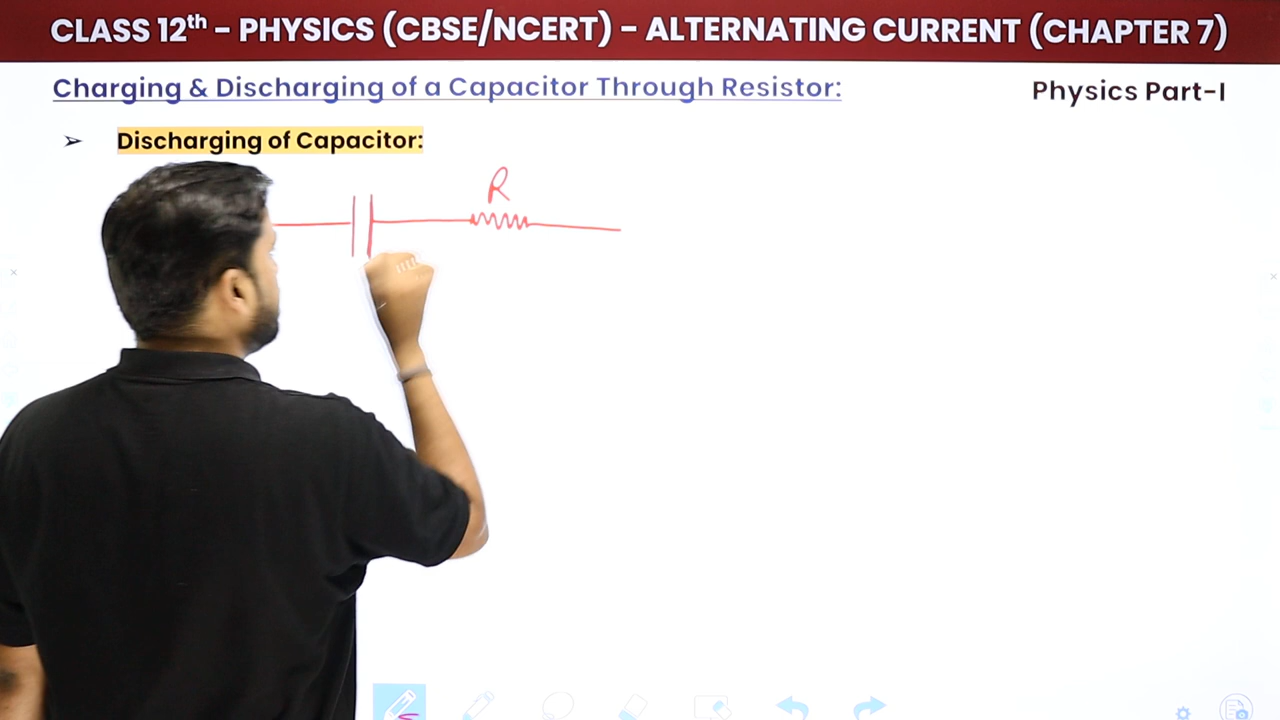 CLASS 12th – PHYSICS (CBSE/NCERT) – ALTERNATING CURRENT (CHAPTER 7)
Charging & Discharging of a Capacitor Through Resistor:
Physics Part-I
➢ Discharging of Capacitor:
R